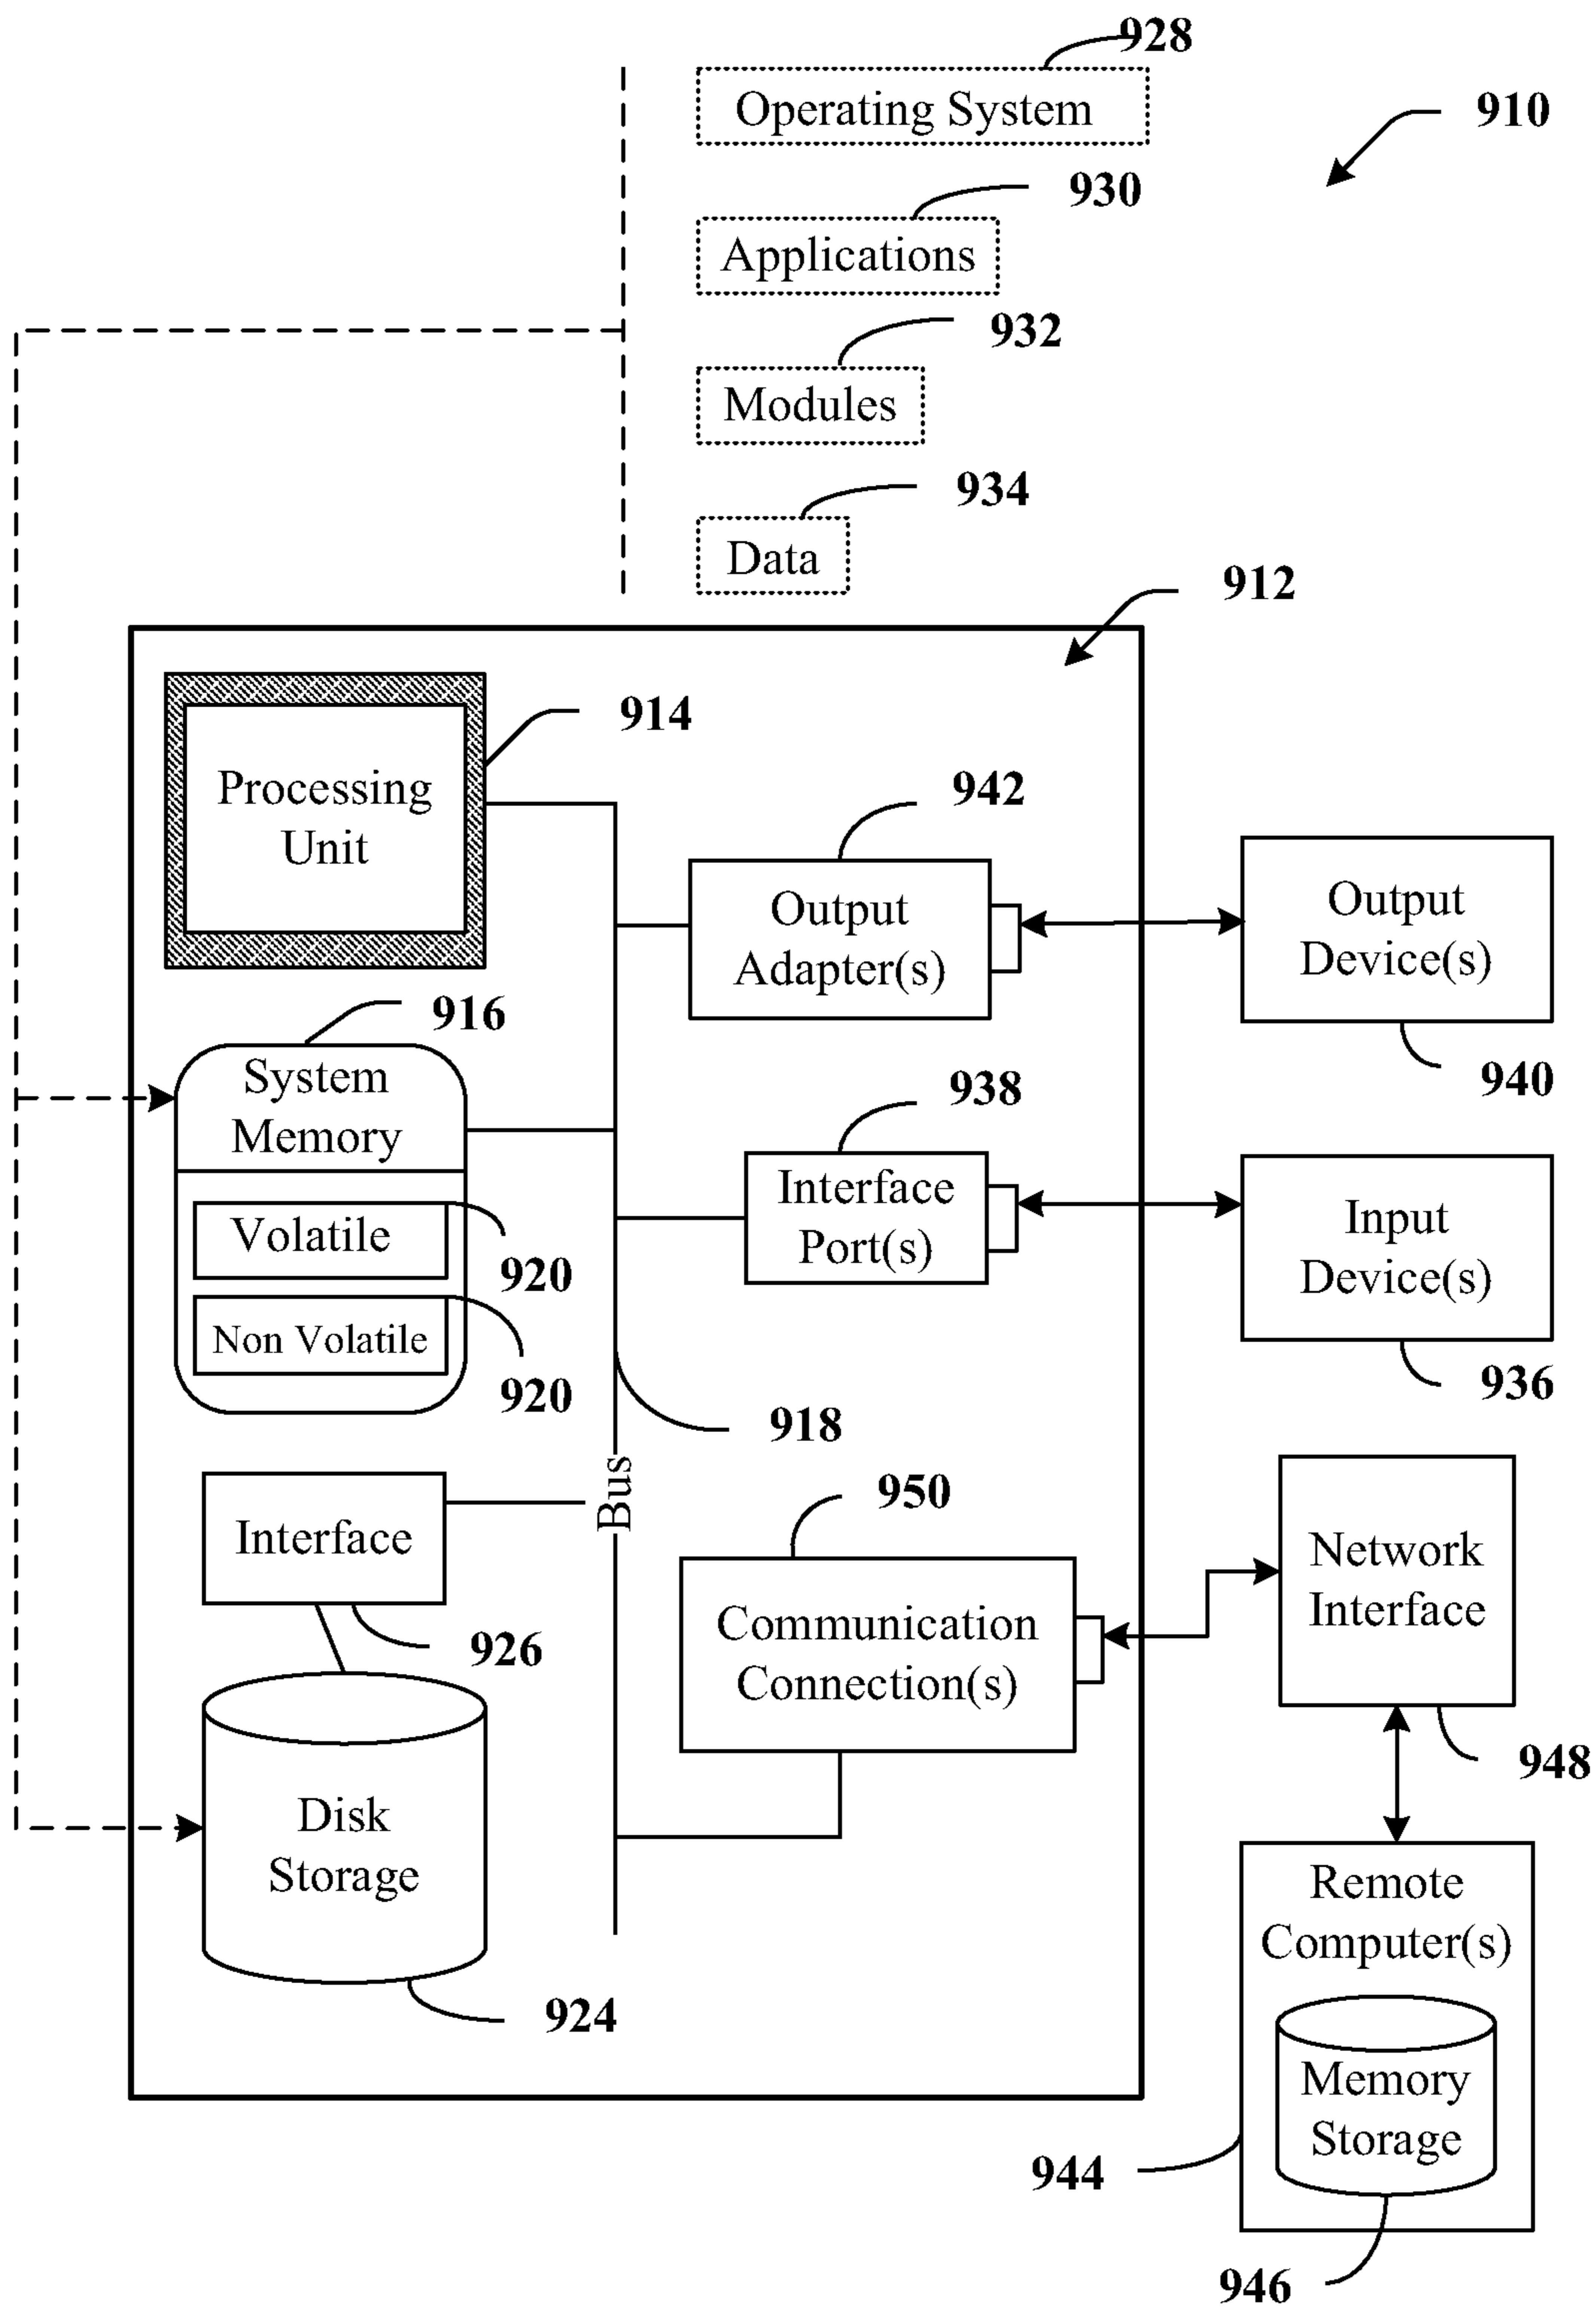 928
Operating System
910
930
Applications
932
Modules
934
Data
912
914
Processing
Unit
942
Output
Adapter(s)
Output
Device(s)
940
916
System
Memory
938
Interface
Port(s)
Input
Device(s)
936
Volatile
920
Non Volatile
920
918
Bus
Interface
926
950
Communication
Connection(s)
Network
Interface
948
Disk
Storage
924
Remote
Computer(s)
Memory
Storage
944
946